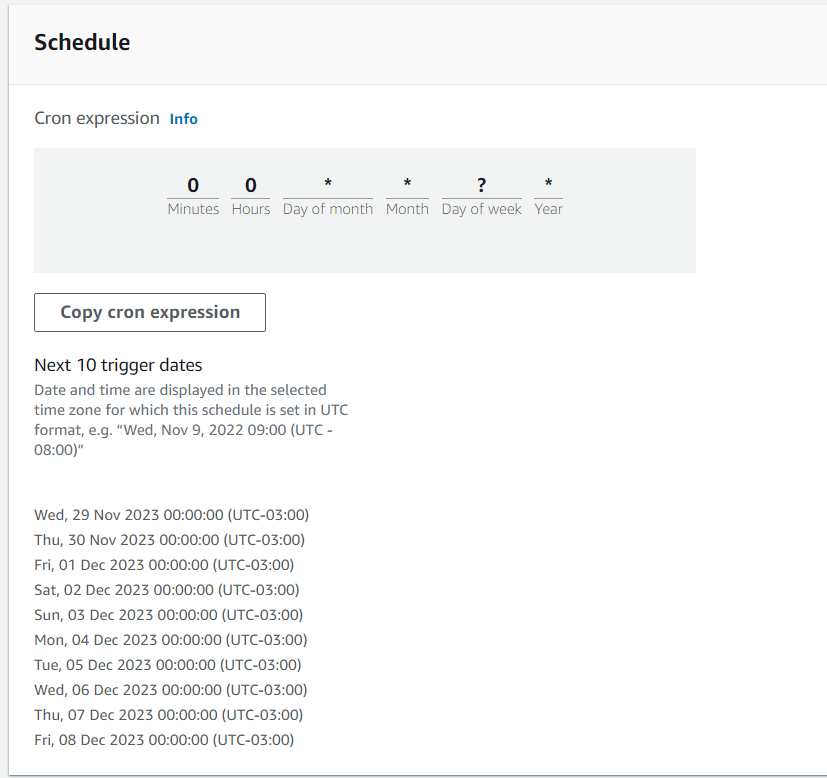 Schedule
Cron expression Info
0 0 * * ? *
Minutes Hours Day of month Month Day of week Year
Copy cron expression
Next 10 trigger dates
Date and time are displayed in the selected
time zone for which this schedule is set in UTC
format, e.g. “Wed, Nov 9, 2022 09:00 (UTC -
08:00)”
Wed, 29 Nov 2023 00:00:00 (UTC-03:00)
Thu, 30 Nov 2023 00:00:00 (UTC-03:00)
Fri, 01 Dec 2023 00:00:00 (UTC-03:00)
Sat, 02 Dec 2023 00:00:00 (UTC-03:00)
Sun, 03 Dec 2023 00:00:00 (UTC-03:00)
Mon, 04 Dec 2023 00:00:00 (UTC-03:00)
Tue, 05 Dec 2023 00:00:00 (UTC-03:00)
Wed, 06 Dec 2023 00:00:00 (UTC-03:00)
Thu, 07 Dec 2023 00:00:00 (UTC-03:00)
Fri, 08 Dec 2023 00:00:00 (UTC-03:00)